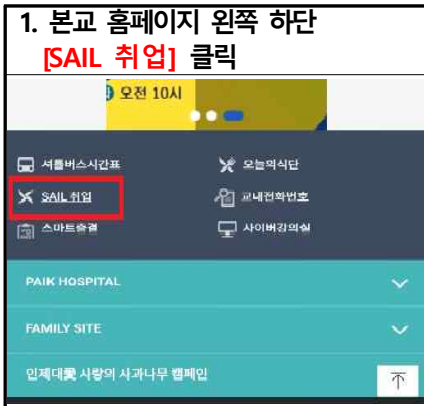 1. 본교 홈페이지 왼쪽 하단
[SAIL 취업] 클릭
오전 10시
셔틀버스시간표
오늘의식단
SAIL 취업
교내전화번호
스마트출결
사이버강의실
PAIK HOSPITAL
FAMILY SITE
인제대愛 사랑의 사과나무 캠페인